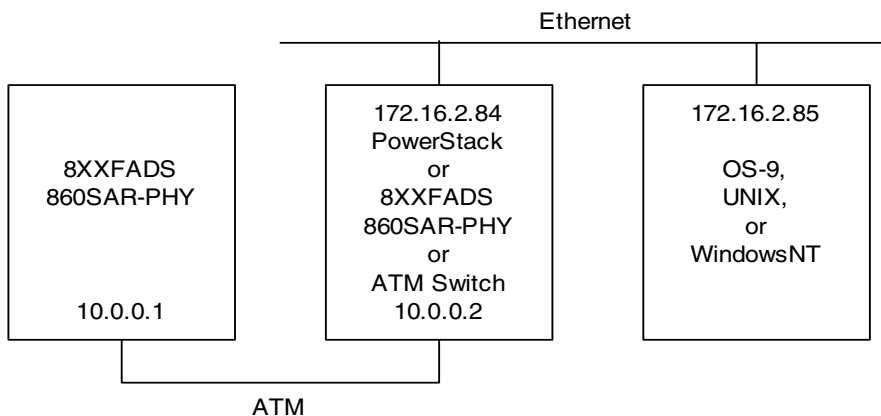 Ethernet
8XXFADS
860SAR-PHY
10.0.0.1
172.16.2.84
PowerStack
or
8XXFADS
860SAR-PHY
or
ATM Switch
10.0.0.2
172.16.2.85
OS-9,
UNIX,
or
WindowsNT
ATM